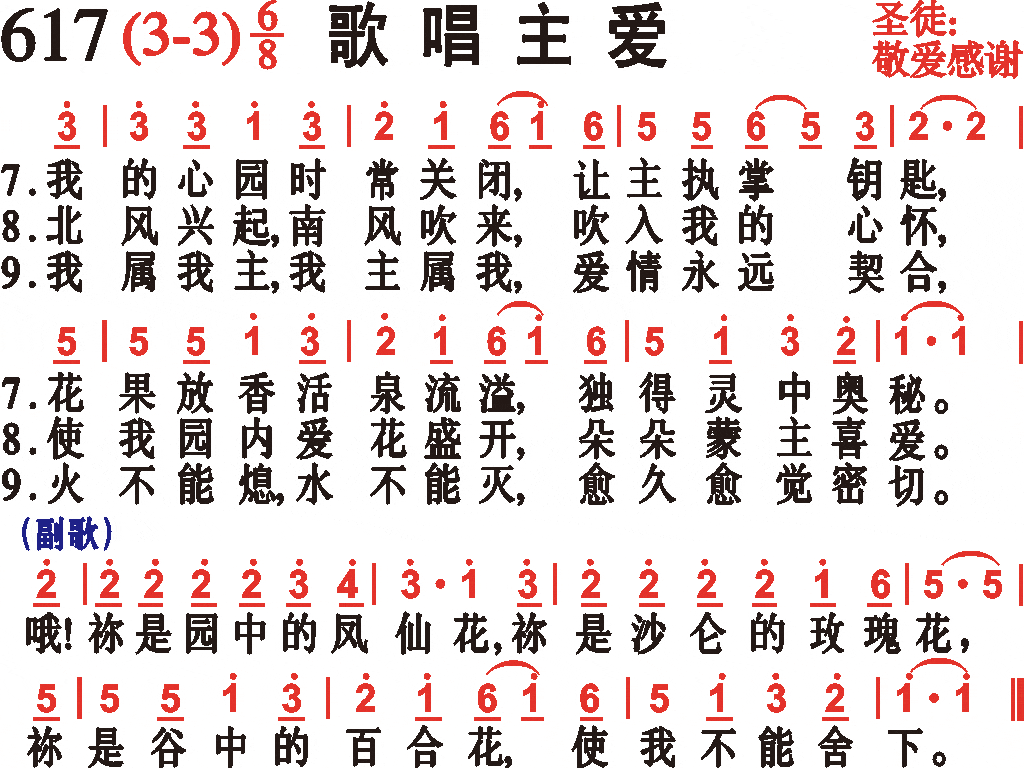 617 (3-3) 6/8 歌唱主爱 圣徒:
敬爱感谢
3 | 3 3 1 3 | 2 1 6 1 6 | 5 5 6 5 3 | 2 · 2 |
7.我的心园时常关闭,让主执掌钥匙,
8.北风兴起,南风吹来,吹入我的心怀,
9.我属我主,我主属我,爱情永远契合,
5 | 5 5 1 3 | 2 1 6 1 6 | 5 1 3 2 | 1 · 1 |
7.花果放香活泉流溢,独得灵中奥秘。
8.使我园内爱花盛开,朵朵蒙主喜爱。
9.火不能熄,水不能灭,愈久愈觉密切。
(副歌)
2 | 2 2 2 2 3 4 | 3 · 1 3 | 2 2 2 2 1 6 | 5 · 5 |
哦!祢是园中的凤仙花,祢是沙仑的玫瑰花,
5 | 5 5 1 3 | 2 1 6 1 6 | 5 1 3 2 | 1 · 1 ‖
祢是谷中的百合花,使我不能舍下。